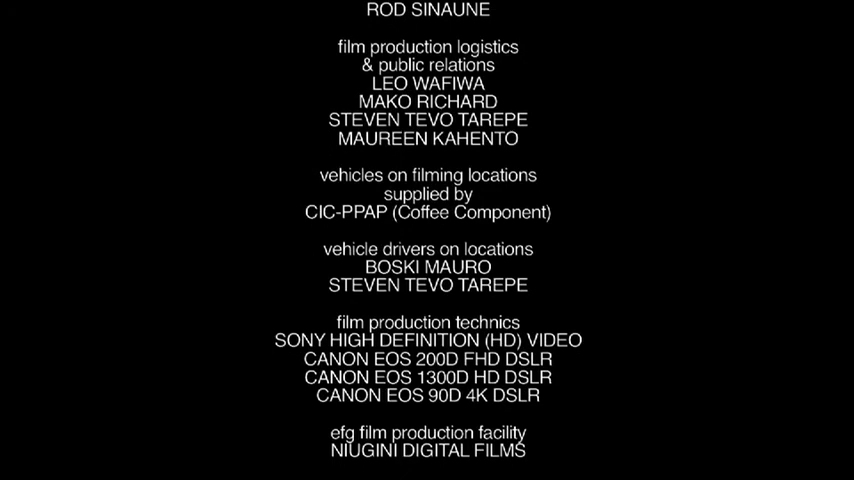 ROD SINAUNE
film production logistics
& public relations
LEO WAFIWA
MAKO RICHARD
STEVEN TEVO TAREPE
MAUREEN KAHENTO
vehicles on filming locations
supplied by
CIC-PPAP (Coffee Component)
vehicle drivers on locations
BOSKI MAURO
STEVEN TEVO TAREPE
film production technics
SONY HIGH DEFINITION (HD) VIDEO
CANON EOS 200D FHD DSLR
CANON EOS 1300D HD DSLR
CANON EOS 90D 4K DSLR
efg film production facility
NIUGINI DIGITAL FILMS